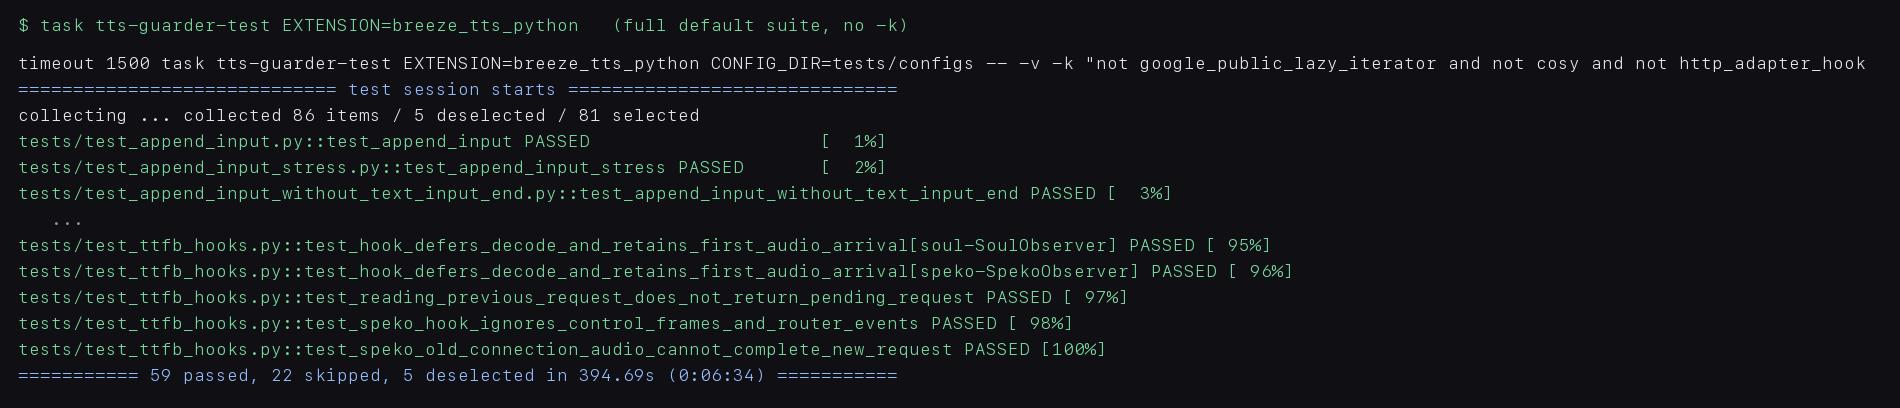 $ task tts-guarder-test EXTENSION=breeze_tts_python   (full default suite, no -k)
timeout 1500 task tts-guarder-test EXTENSION=breeze_tts_python CONFIG_DIR=tests/configs -- -v -k "not google_public_lazy_iterator and not cosy and not http_adapter_hook
============================= test session starts ==============================
collecting ... collected 86 items / 5 deselected / 81 selected
tests/test_append_input.py::test_append_input PASSED                     [  1%]
tests/test_append_input_stress.py::test_append_input_stress PASSED       [  2%]
tests/test_append_input_without_text_input_end.py::test_append_input_without_text_input_end PASSED [  3%]
   ...
tests/test_ttfb_hooks.py::test_hook_defers_decode_and_retains_first_audio_arrival[soul-SoulObserver] PASSED [ 95%]
tests/test_ttfb_hooks.py::test_hook_defers_decode_and_retains_first_audio_arrival[speko-SpekoObserver] PASSED [ 96%]
tests/test_ttfb_hooks.py::test_reading_previous_request_does_not_return_pending_request PASSED [ 97%]
tests/test_ttfb_hooks.py::test_speko_hook_ignores_control_frames_and_router_events PASSED [ 98%]
tests/test_ttfb_hooks.py::test_speko_old_connection_audio_cannot_complete_new_request PASSED [100%]
=========== 59 passed, 22 skipped, 5 deselected in 394.69s (0:06:34) ===========